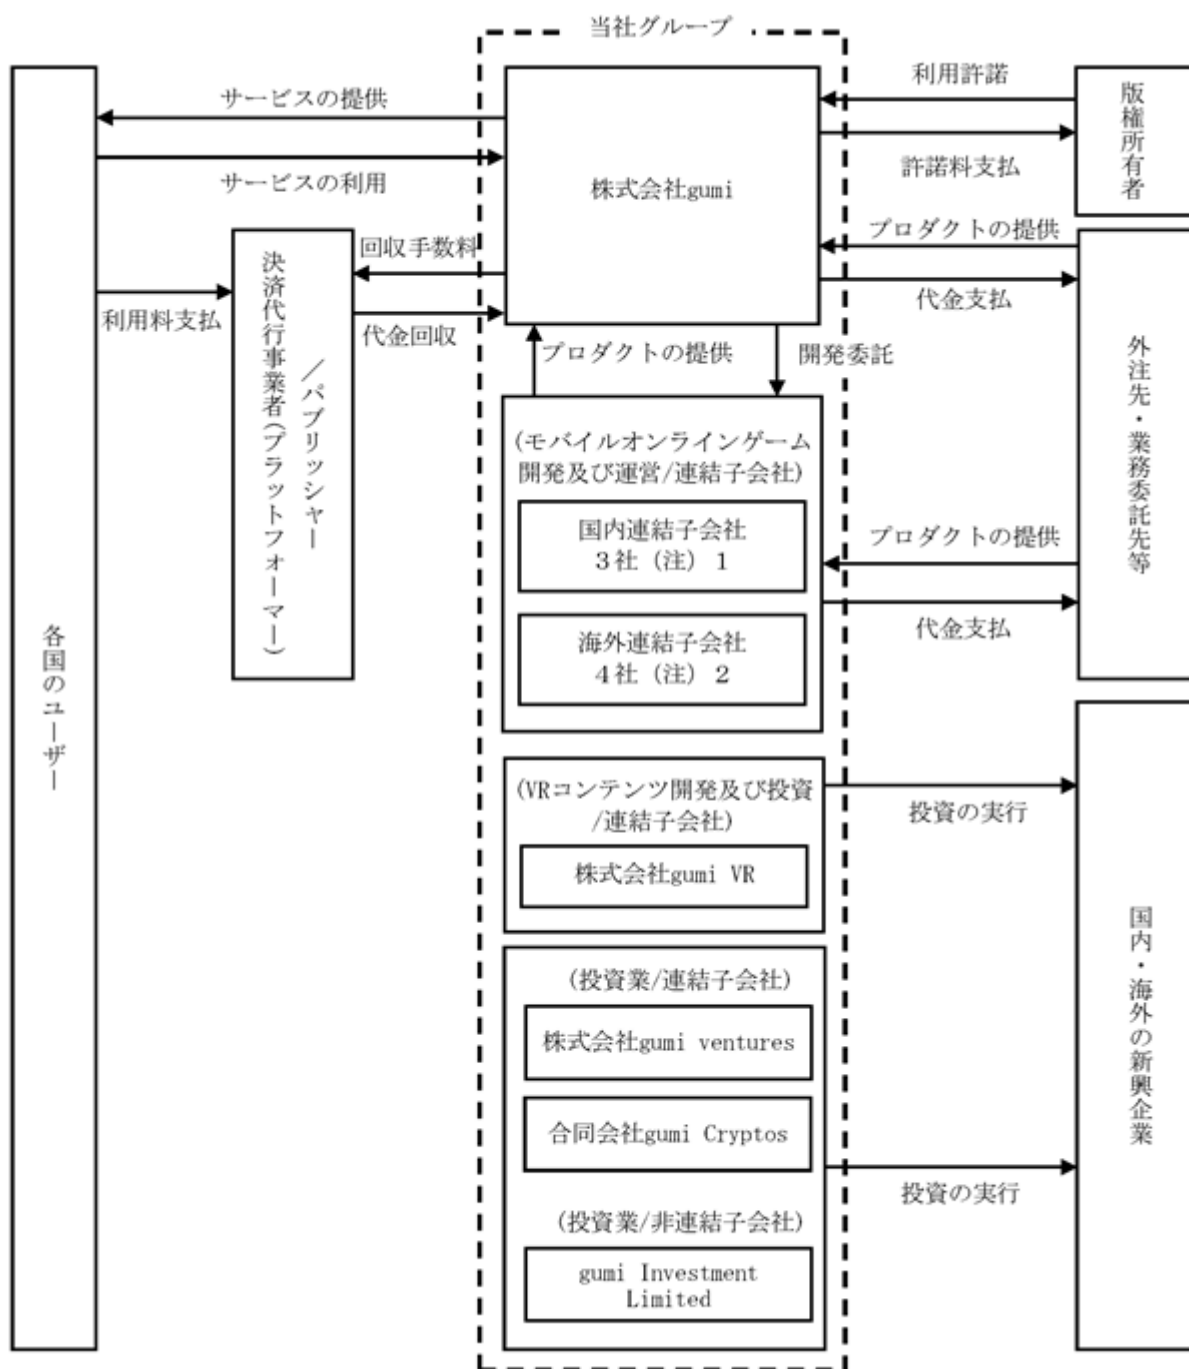 当社グループ
サービスの提供
サービスの利用
株式会社gumi
利用許諾
許諾料支払
版権所有者
回収手数料
代金回収
利用料支払
決済代行事業者(プラットフォーマー)
／パブリッシャー
プロダクトの提供
代金支払
プロダクトの提供
開発委託
外注先・業務委託先等
(モバイルオンラインゲーム
開発及び運営/連結子会社)
国内連結子会社
３社（注）１
海外連結子会社
４社（注）２
プロダクトの提供
代金支払
各国のユーザー
(VRコンテンツ開発及び投資
/連結子会社)
株式会社gumi VR
投資の実行
国内・海外の新興企業
(投資業/連結子会社)
株式会社gumi ventures
合同会社gumi Cryptos
投資の実行
(投資業/非連結子会社)
gumi Investment
Limited